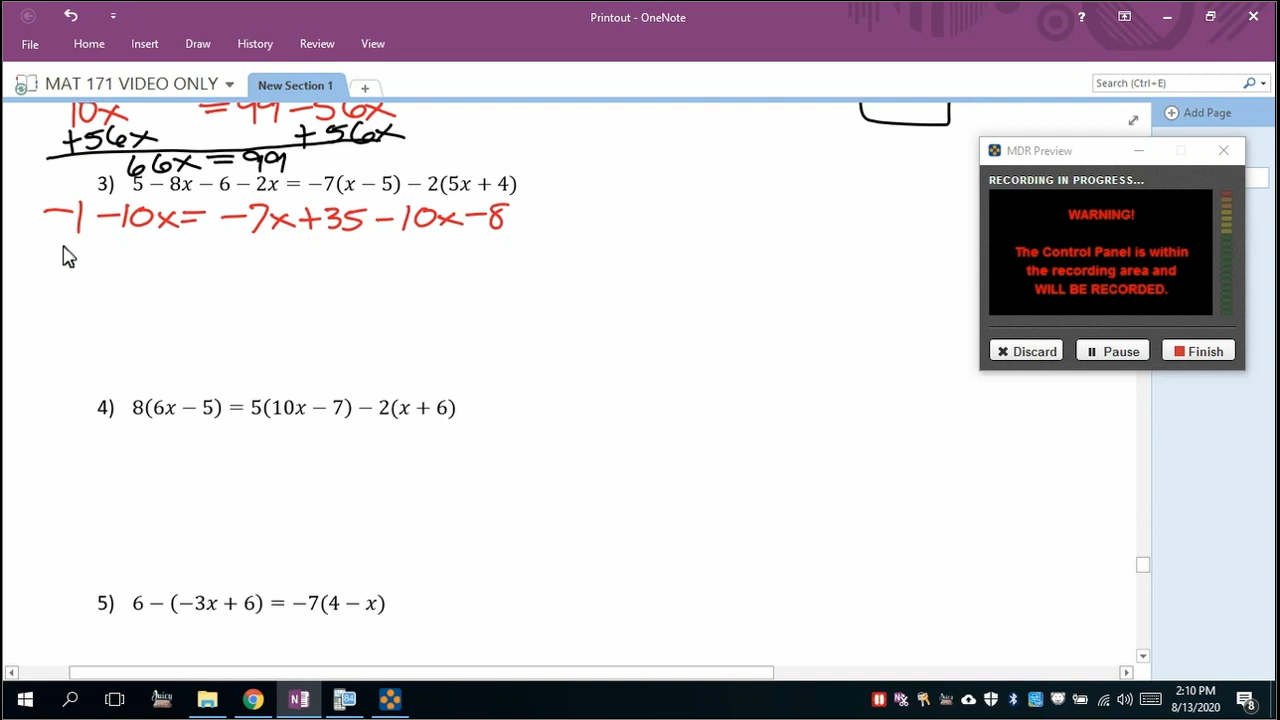 Printout - OneNote
File Home Insert Draw History Review View
MAT 171 VIDEO ONLY New Section 1 +
Search (Ctrl+E)
Add Page
10x = 99 - 56x
+56x +56x
66x = 99
3) 5 − 8x − 6 − 2x = −7(x − 5) − 2(5x + 4)
-1 -10x = -7x+35 -10x-8
4) 8(6x − 5) = 5(10x − 7) − 2(x + 6)
5) 6 − (−3x + 6) = −7(4 − x)
MDR Preview
RECORDING IN PROGRESS...
WARNING!
The Control Panel is within
the recording area and
WILL BE RECORDED.
Discard Pause Finish
2:10 PM
8/13/2020
8